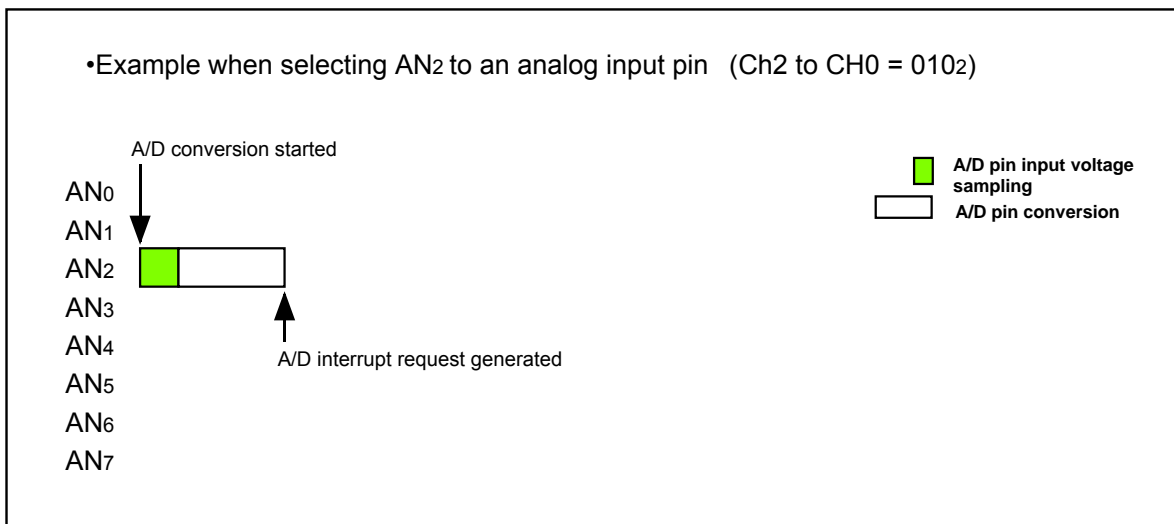 •Example when selecting AN2 to an analog input pin (Ch2 to CH0 = 0102)
A/D conversion started
A/D pin input voltage
sampling
A/D pin conversion
AN0
AN1
AN2
AN3
AN4
AN5
AN6
AN7
A/D interrupt request generated